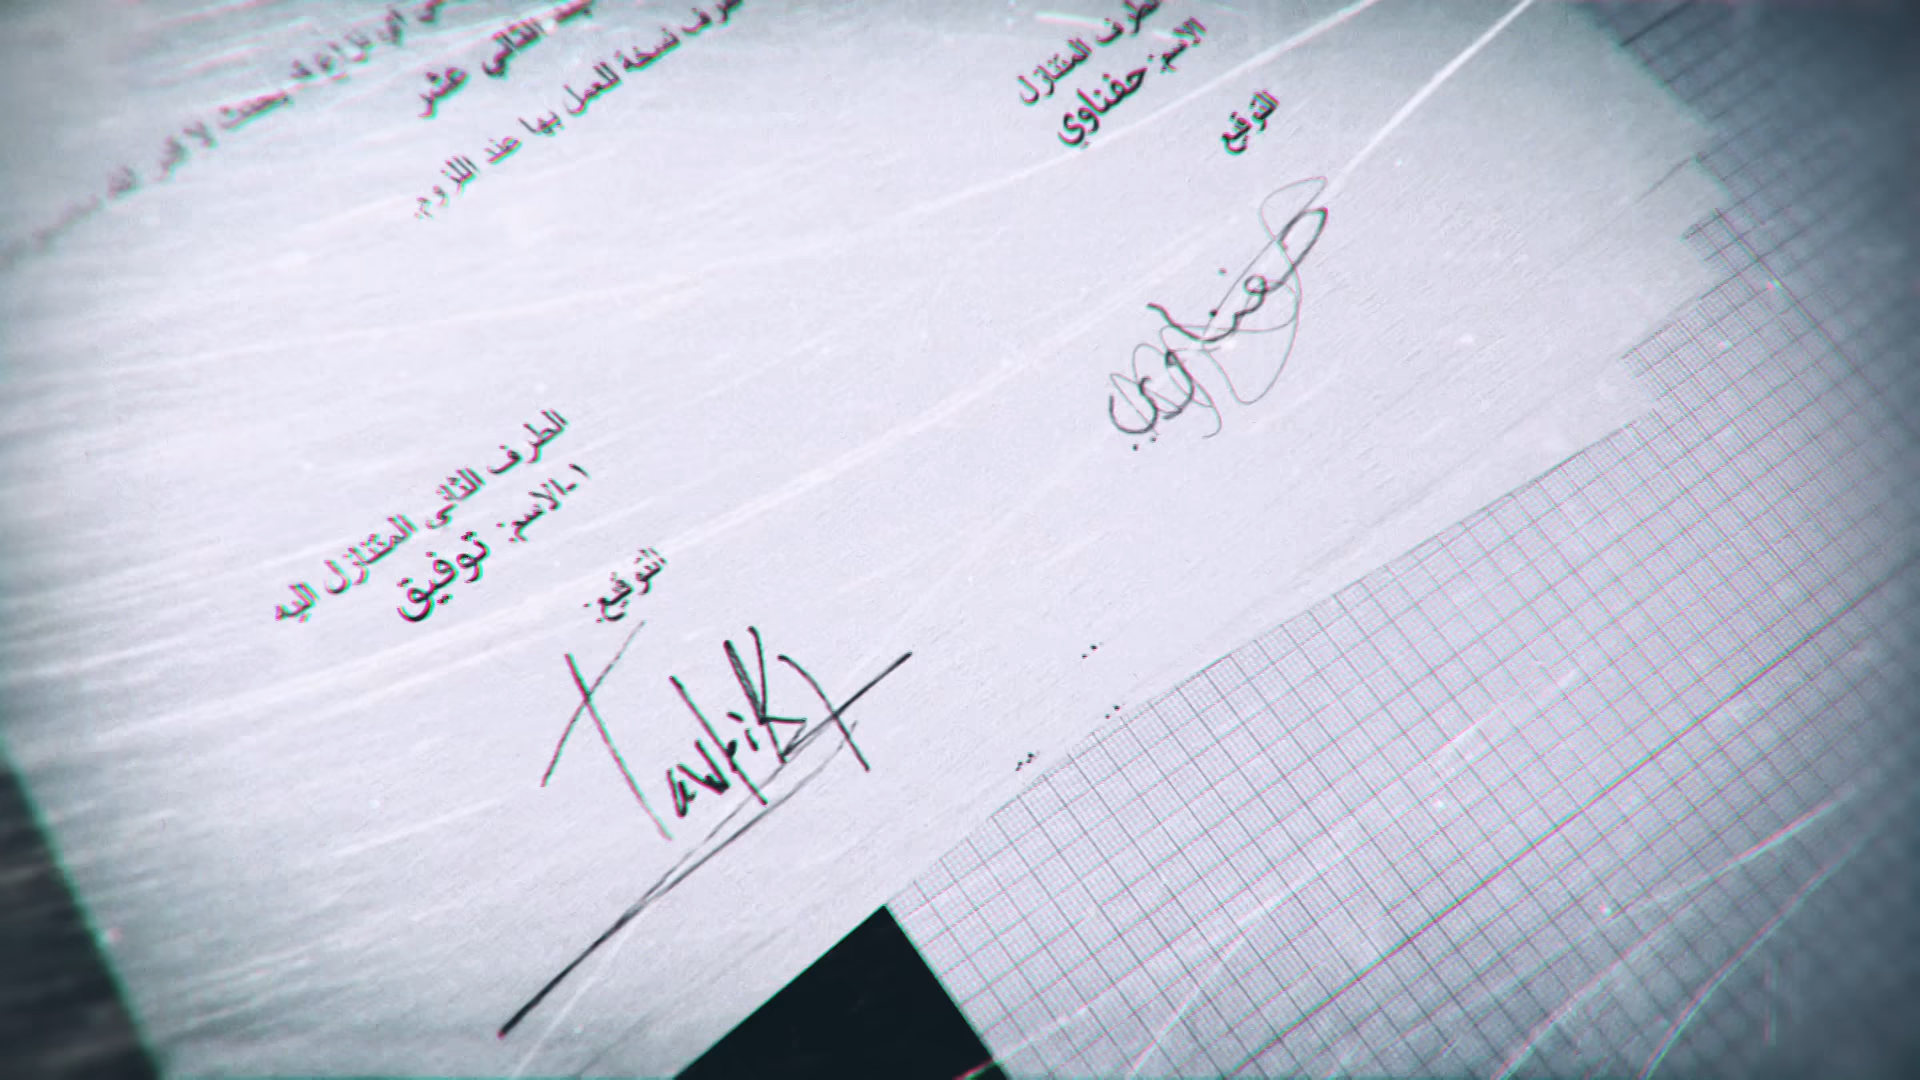 البند الثاني عشر
نسخة للعمل بها عند اللزوم.
الطرف المتنازل
الاسم: حفناوي
التوقيع
حفناوي
الطرف الثاني المتنازل اليه
١-الاسم: توفيق
التوقيع:
Tawfik